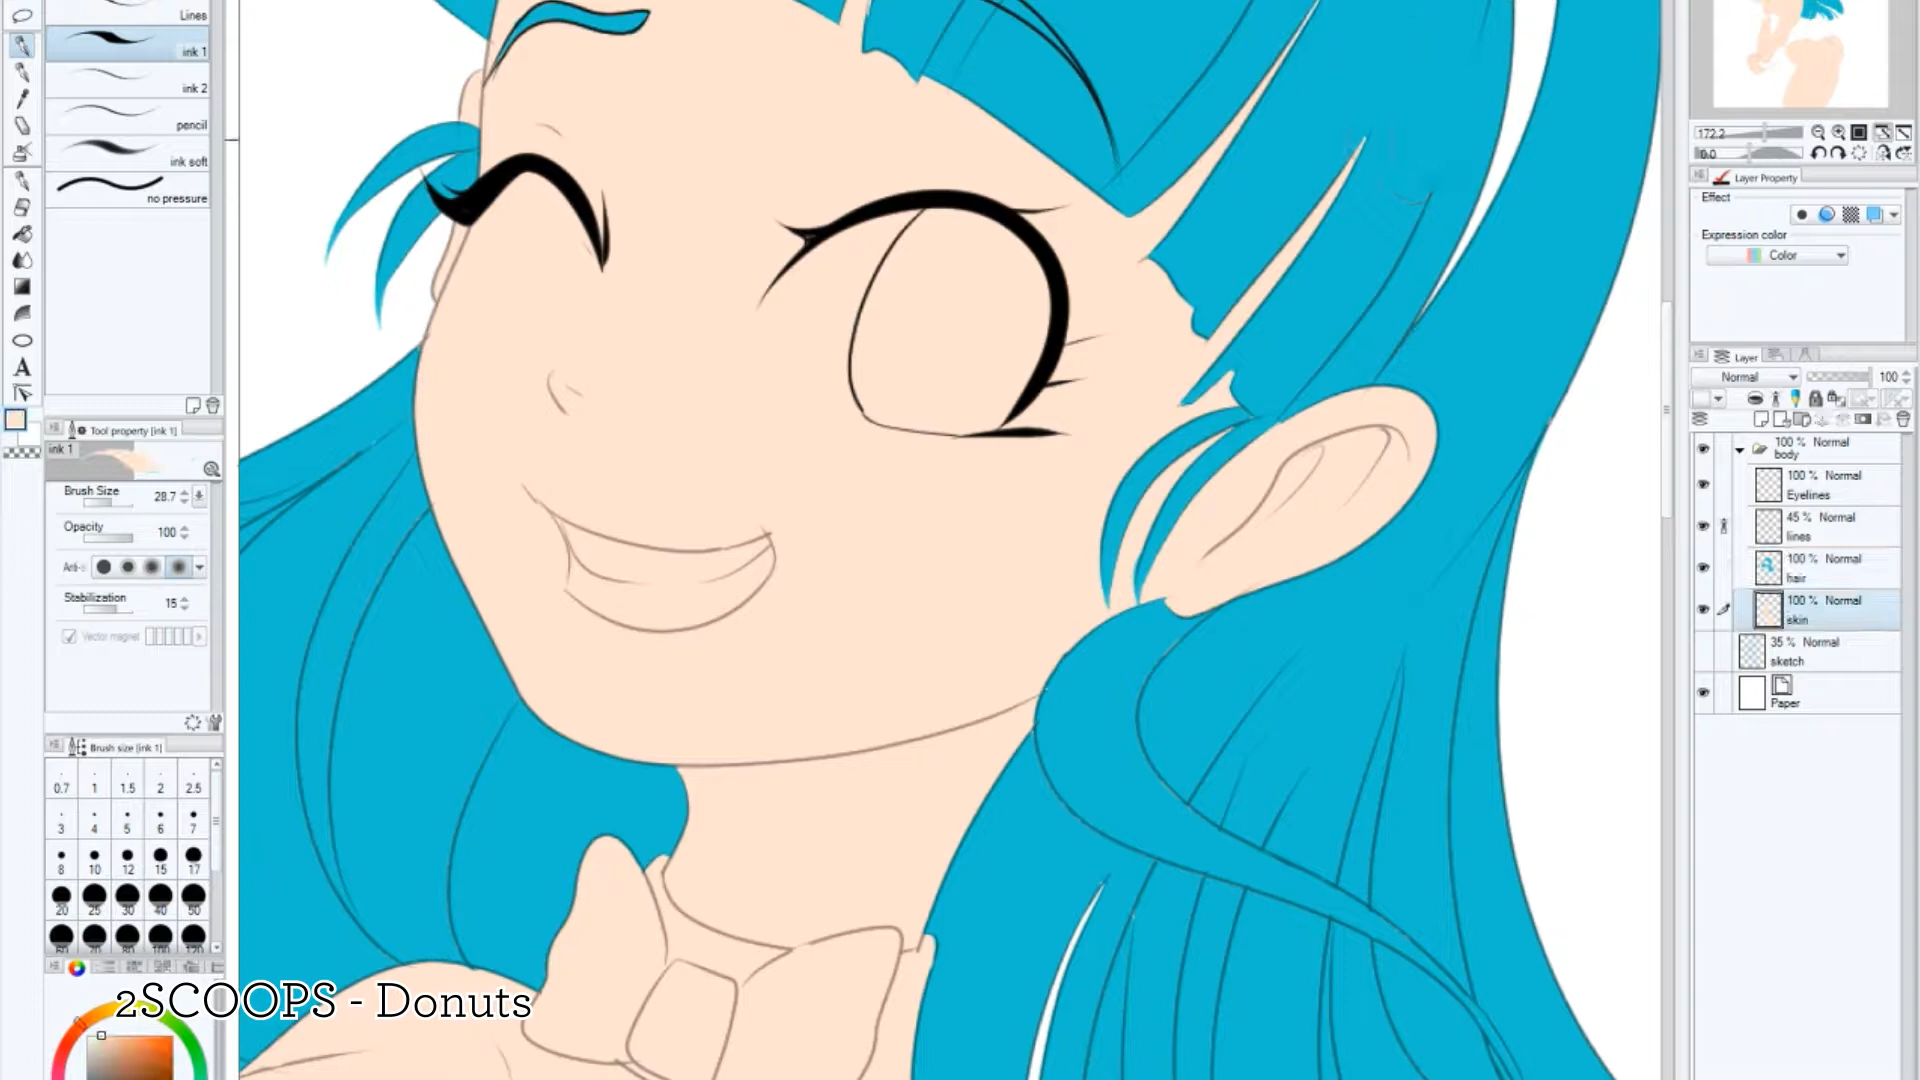 Lines
ink 1
ink 2
pencil
ink soft
no pressure
A
Tool property [ink 1]
ink 1
Brush Size 28.7
Opacity 100
Stabilization 15
Vector magnet
Brush size [ink 1]
0.7 1 1.5 2 2.5
3 4 5 6 7
8 10 12 15 17
20 25 30 40 50
2SCOOPS - Donuts
172.2
0.0
Layer Property
Effect
Expression color
Color
Layer
Normal 100
100 % Normal
body
100 % Normal
Eyelines
45 % Normal
lines
100 % Normal
hair
100 % Normal
skin
35 % Normal
sketch
Paper